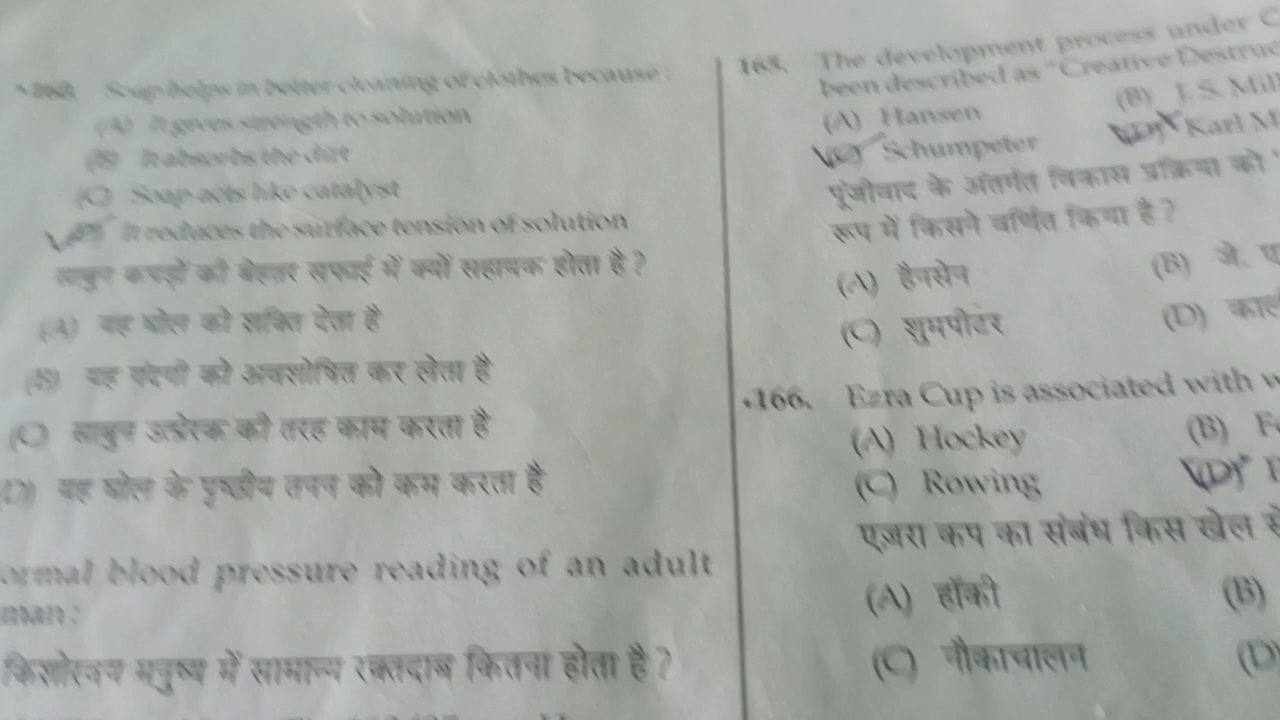 Soap helps in better cleaning of clothes because :
(A) It gives strength to solution
(B) It absorbs the dirt
(C) Soap acts like catalyst
(D) It reduces the surface tension of solution
साबुन कपड़ों की बेहतर सफाई में क्यों सहायक होता है ?
(A) यह घोल को शक्ति देता है
(B) यह गंदगी को अवशोषित कर लेता है
(C) साबुन उत्प्रेरक की तरह काम करता है
(D) यह घोल के पृष्ठीय तनन को कम करता है
ormal blood pressure reading of an adult
man :
किशोरवय मनुष्य में सामान्य रक्तदाब कितना होता है ?
165. The development process under C
been described as "Creative Destruc
(A) Hansen (B) J. S. Mill
(C) Schumpeter (D) Karl M
पूंजीवाद के अंतर्गत विकास प्रक्रिया को '
रूप में किसने वर्णित किया है ?
(A) हैनसेन (B) जे. ए
(C) शुमपीटर (D) कार्ल
166. Ezra Cup is associated with w
(A) Hockey (B) F
(C) Rowing (D)
एज़रा कप का संबंध किस खेल से
(A) हॉकी (B)
(C) नौकाचालन (D)